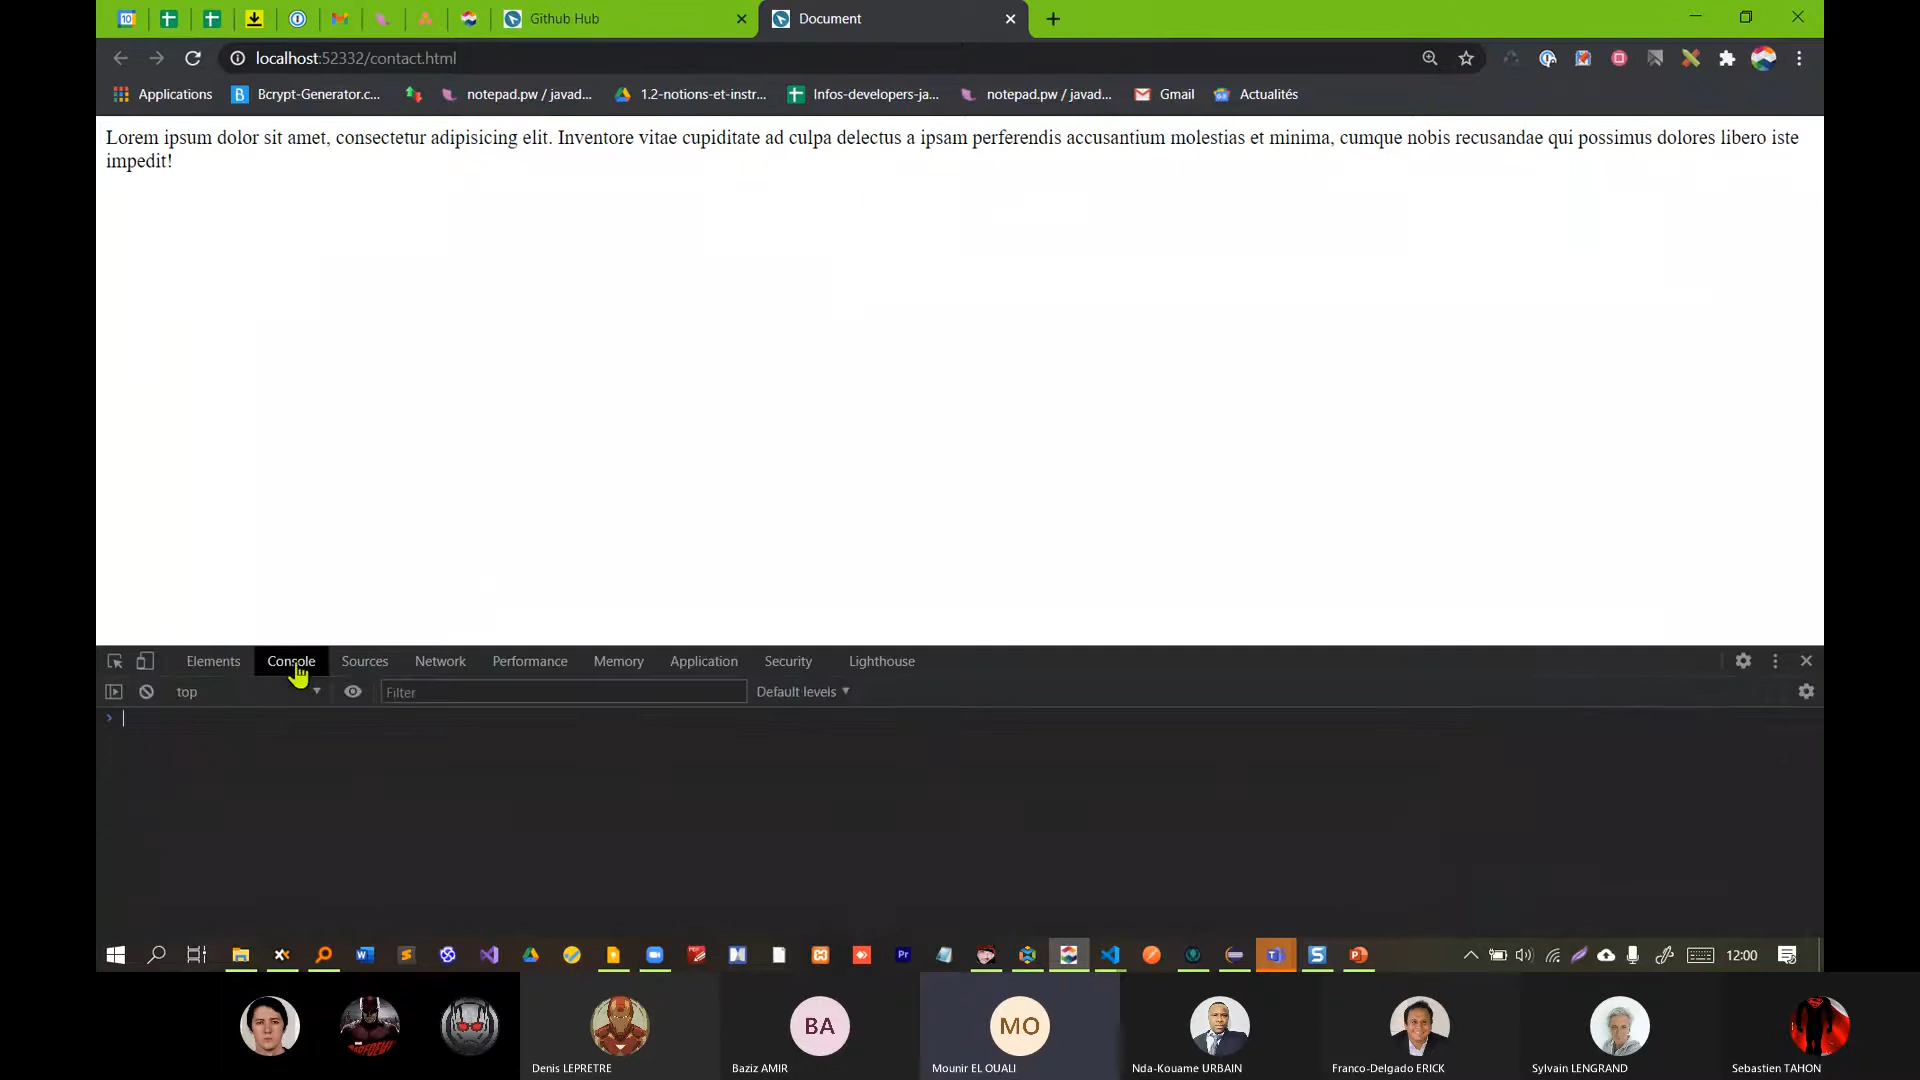 Github Hub
Document
localhost:52332/contact.html
Applications
Bcrypt-Generator.c...
notepad.pw / javad...
1.2-notions-et-instr...
Infos-developers-ja...
notepad.pw / javad...
Gmail
Actualités
Lorem ipsum dolor sit amet, consectetur adipisicing elit. Inventore vitae cupiditate ad culpa delectus a ipsam perferendis accusantium molestias et minima, cumque nobis recusandae qui possimus dolores libero iste
impedit!
Elements
Console
Sources
Network
Performance
Memory
Application
Security
Lighthouse
top
Filter
Default levels
12:00
BA
MO
Denis LEPRETRE
Baziz AMIR
Mounir EL OUALI
Nda-Kouame URBAIN
Franco-Delgado ERICK
Sylvain LENGRAND
Sebastien TAHON